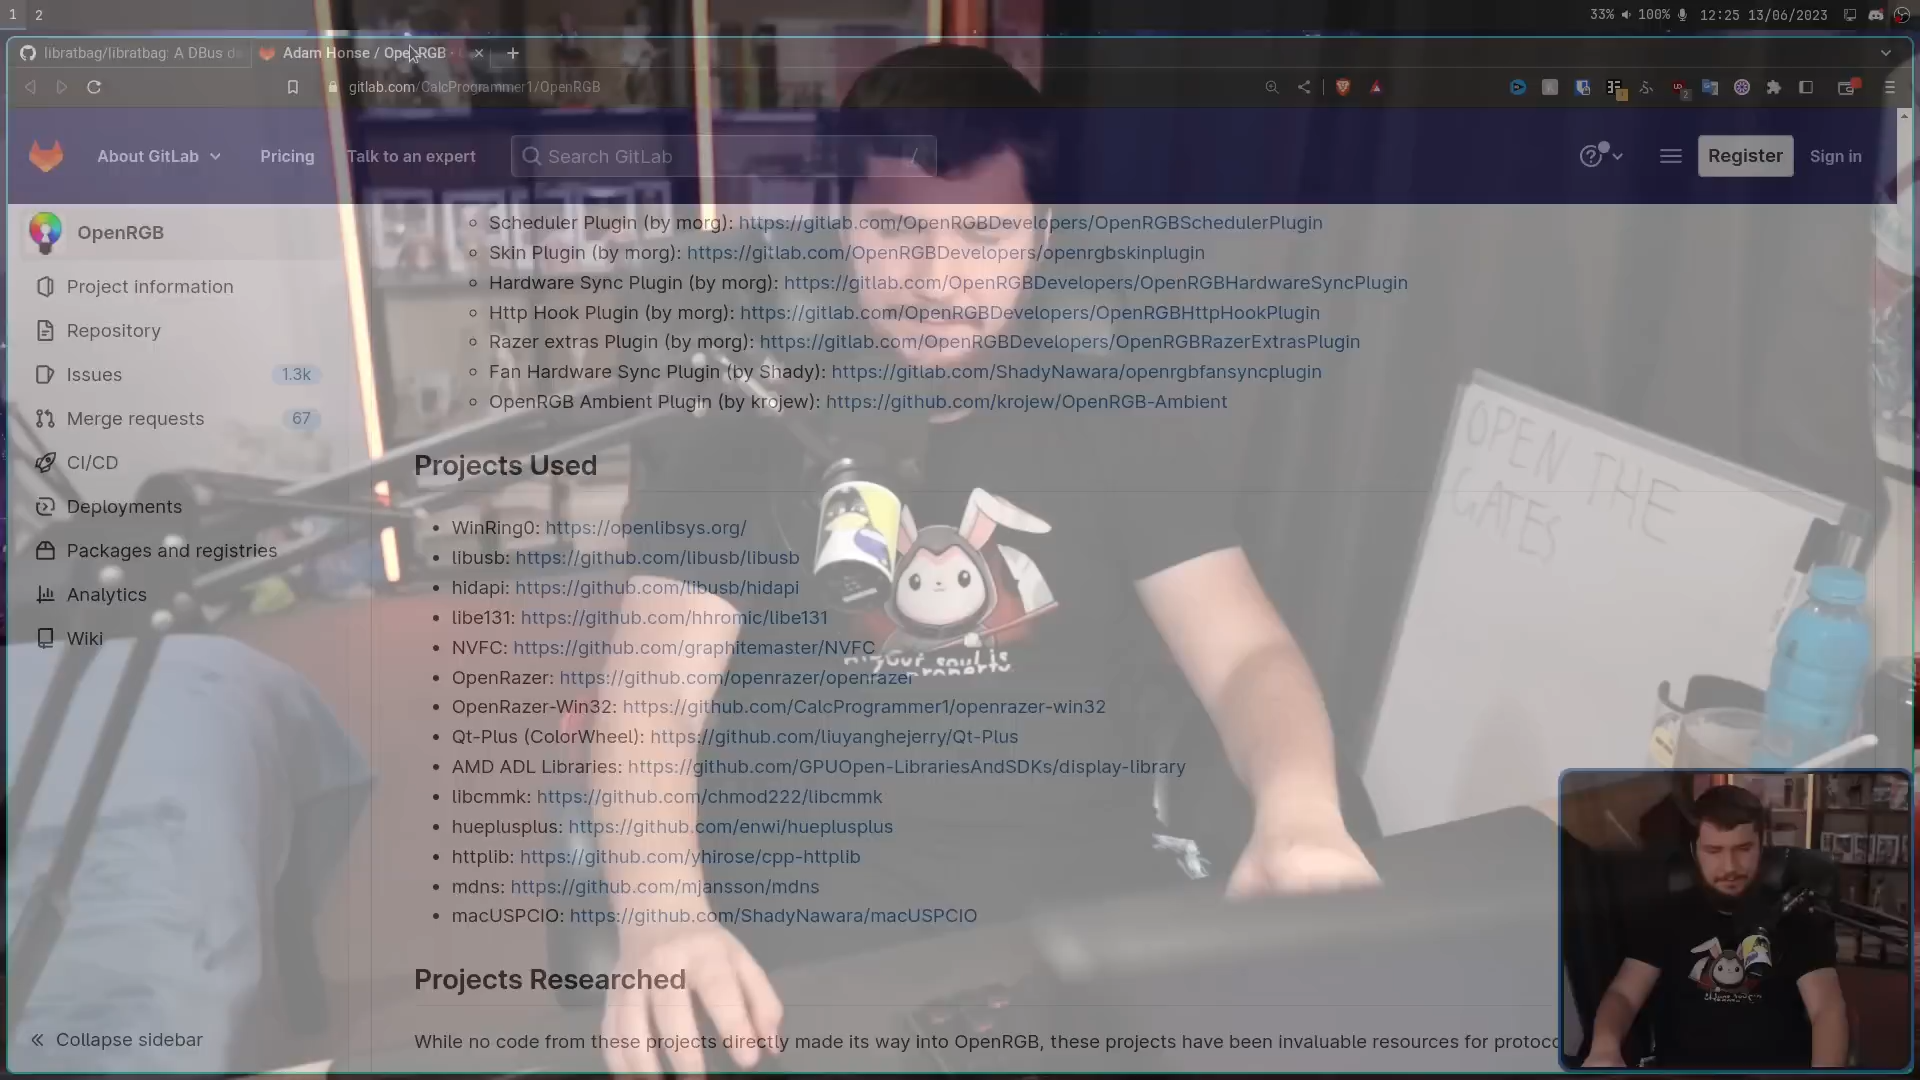 1 2 33% 100% 12:25 13/06/2023
libratbag/libratbag: A DBus d Adam Honse / OpenRGB
gitlab.com/CalcProgrammer1/OpenRGB
About GitLab Pricing Talk to an expert Search GitLab / Register Sign in
OpenRGB
Project information
Repository
Issues 1.3k
Merge requests 67
CI/CD
Deployments
Packages and registries
Analytics
Wiki
Collapse sidebar
Scheduler Plugin (by morg): https://gitlab.com/OpenRGBDevelopers/OpenRGBSchedulerPlugin
Skin Plugin (by morg): https://gitlab.com/OpenRGBDevelopers/openrgbskinplugin
Hardware Sync Plugin (by morg): https://gitlab.com/OpenRGBDevelopers/OpenRGBHardwareSyncPlugin
Http Hook Plugin (by morg): https://gitlab.com/OpenRGBDevelopers/OpenRGBHttpHookPlugin
Razer extras Plugin (by morg): https://gitlab.com/OpenRGBDevelopers/OpenRGBRazerExtrasPlugin
Fan Hardware Sync Plugin (by Shady): https://gitlab.com/ShadyNawara/openrgbfansyncplugin
OpenRGB Ambient Plugin (by krojew): https://github.com/krojew/OpenRGB-Ambient
Projects Used
WinRing0: https://openlibsys.org/
libusb: https://github.com/libusb/libusb
hidapi: https://github.com/libusb/hidapi
libe131: https://github.com/hhromic/libe131
NVFC: https://github.com/graphitemaster/NVFC
OpenRazer: https://github.com/openrazer/openrazer
OpenRazer-Win32: https://github.com/CalcProgrammer1/openrazer-win32
Qt-Plus (ColorWheel): https://github.com/liuyanghejerry/Qt-Plus
AMD ADL Libraries: https://github.com/GPUOpen-LibrariesAndSDKs/display-library
libcmmk: https://github.com/chmod222/libcmmk
hueplusplus: https://github.com/enwi/hueplusplus
httplib: https://github.com/yhirose/cpp-httplib
mdns: https://github.com/mjansson/mdns
macUSPCIO: https://github.com/ShadyNawara/macUSPCIO
Projects Researched
While no code from these projects directly made its way into OpenRGB, these projects have been invaluable resources for protoco
OPEN THE
GATES